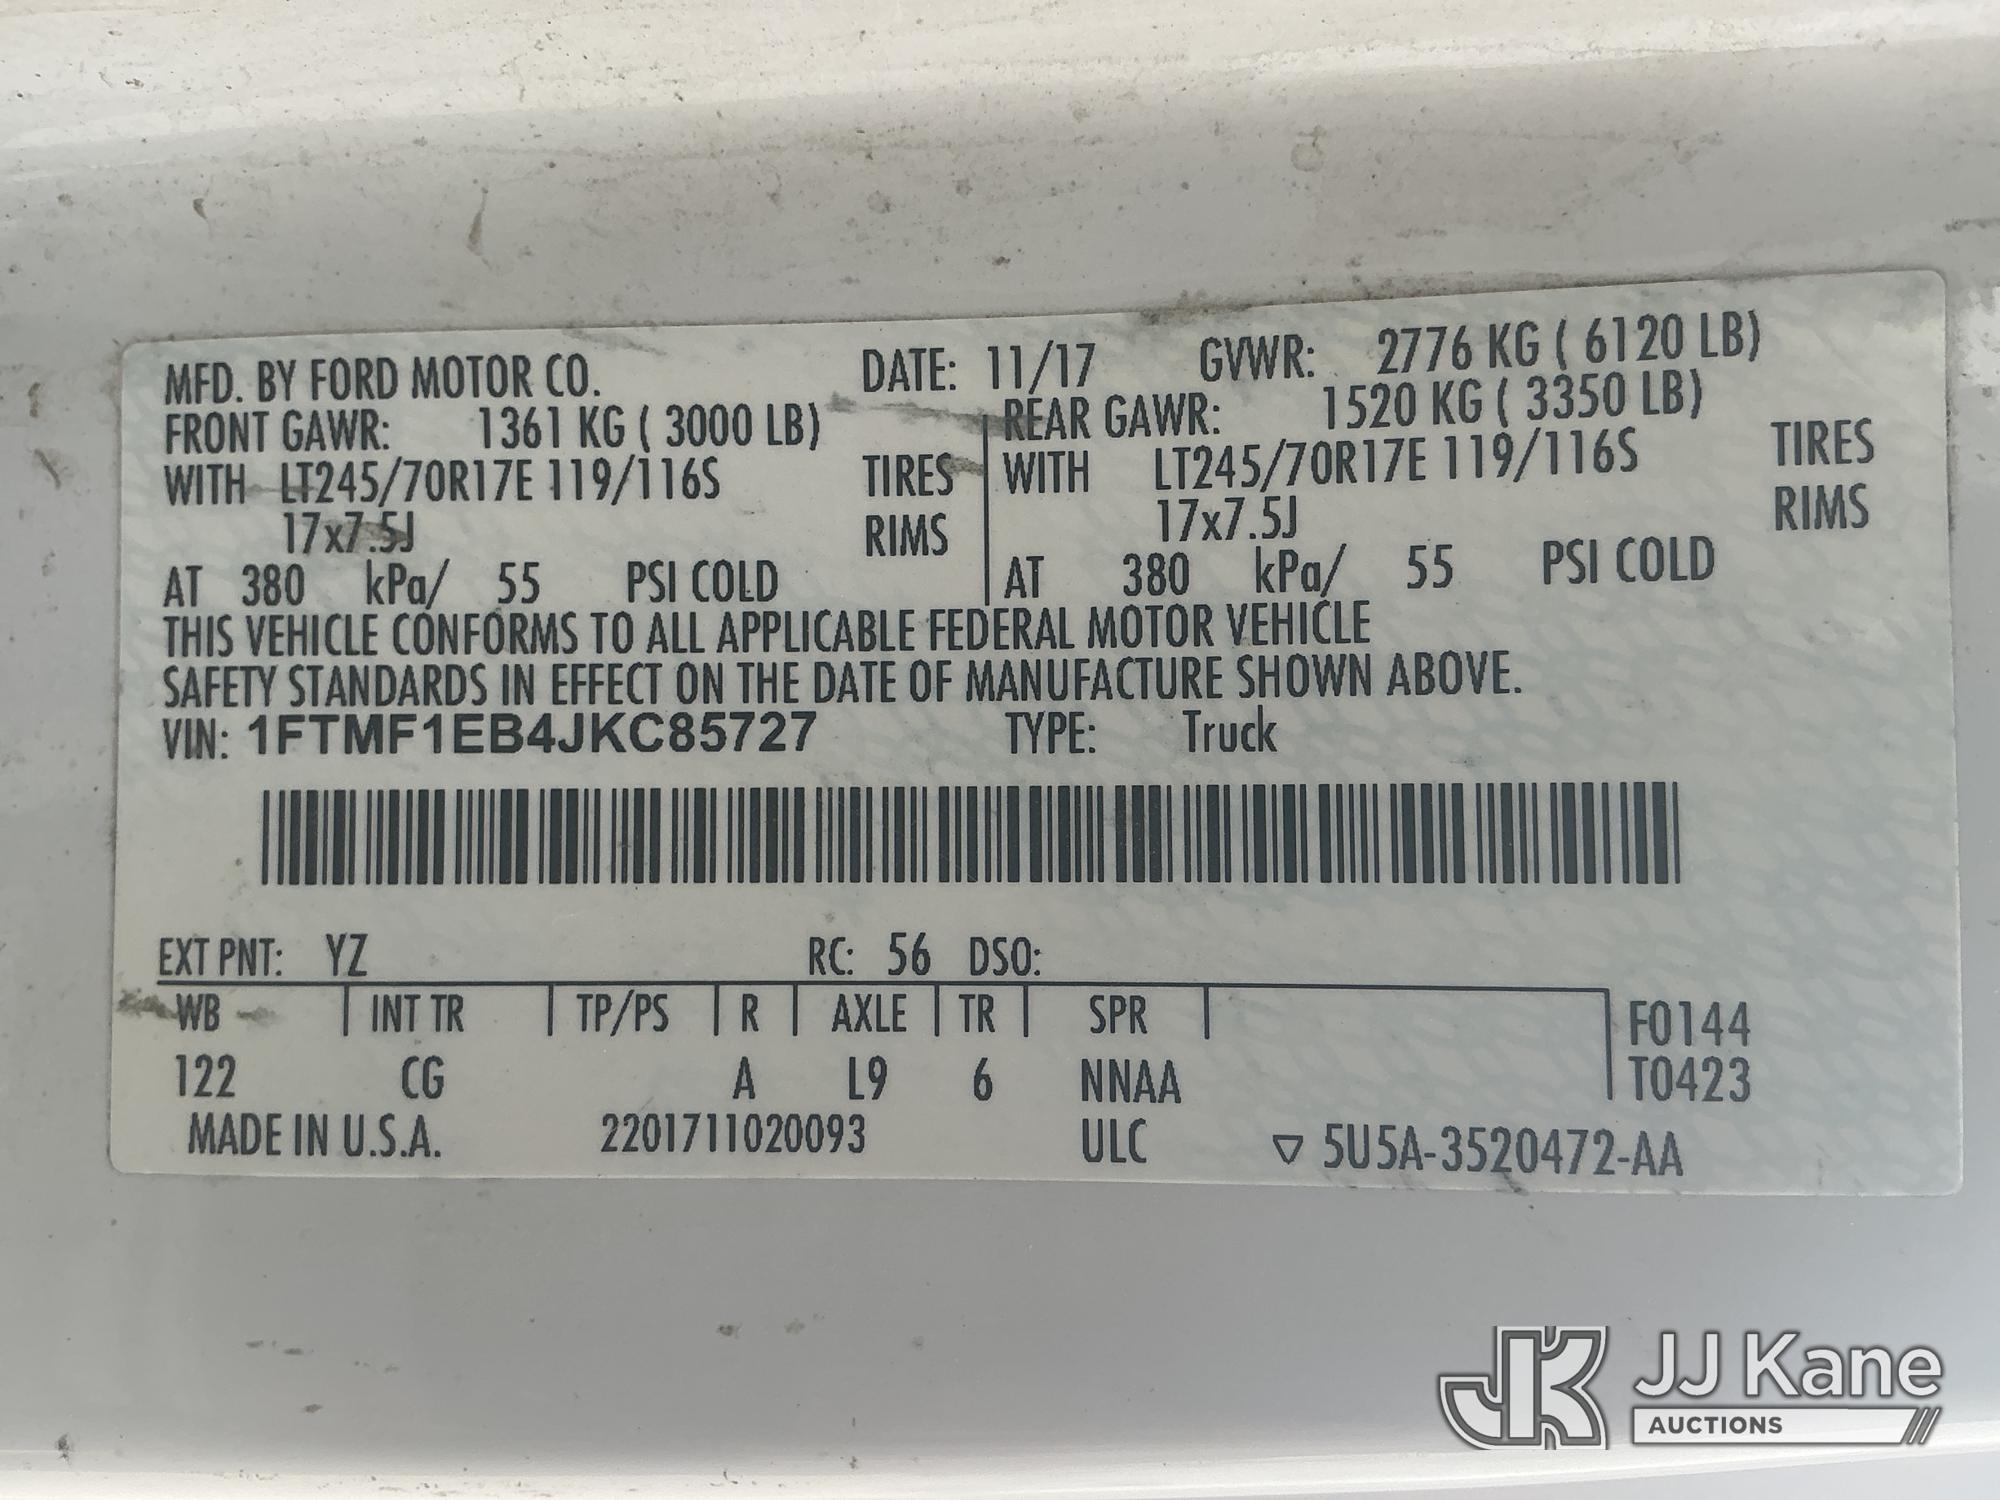 MFD. BY FORD MOTOR CO. DATE: 11/17 GVWR: 2776 KG ( 6120 LB)
FRONT GAWR: 1361 KG ( 3000 LB) REAR GAWR: 1520 KG ( 3350 LB)
WITH LT245/70R17E 119/116S TIRES WITH LT245/70R17E 119/116S TIRES
17x7.5J RIMS 17x7.5J RIMS
AT 380 kPa/ 55 PSI COLD AT 380 kPa/ 55 PSI COLD
THIS VEHICLE CONFORMS TO ALL APPLICABLE FEDERAL MOTOR VEHICLE
SAFETY STANDARDS IN EFFECT ON THE DATE OF MANUFACTURE SHOWN ABOVE.
VIN: 1FTMF1EB4JKC85727 TYPE: Truck
EXT PNT: YZ RC: 56 DSO:
WB INT TR TP/PS R AXLE TR SPR F0144
122 CG A L9 6 NNAA T0423
MADE IN U.S.A. 2201711020093 ULC ▽ 5U5A-3520472-AA
JK JJ Kane
AUCTIONS